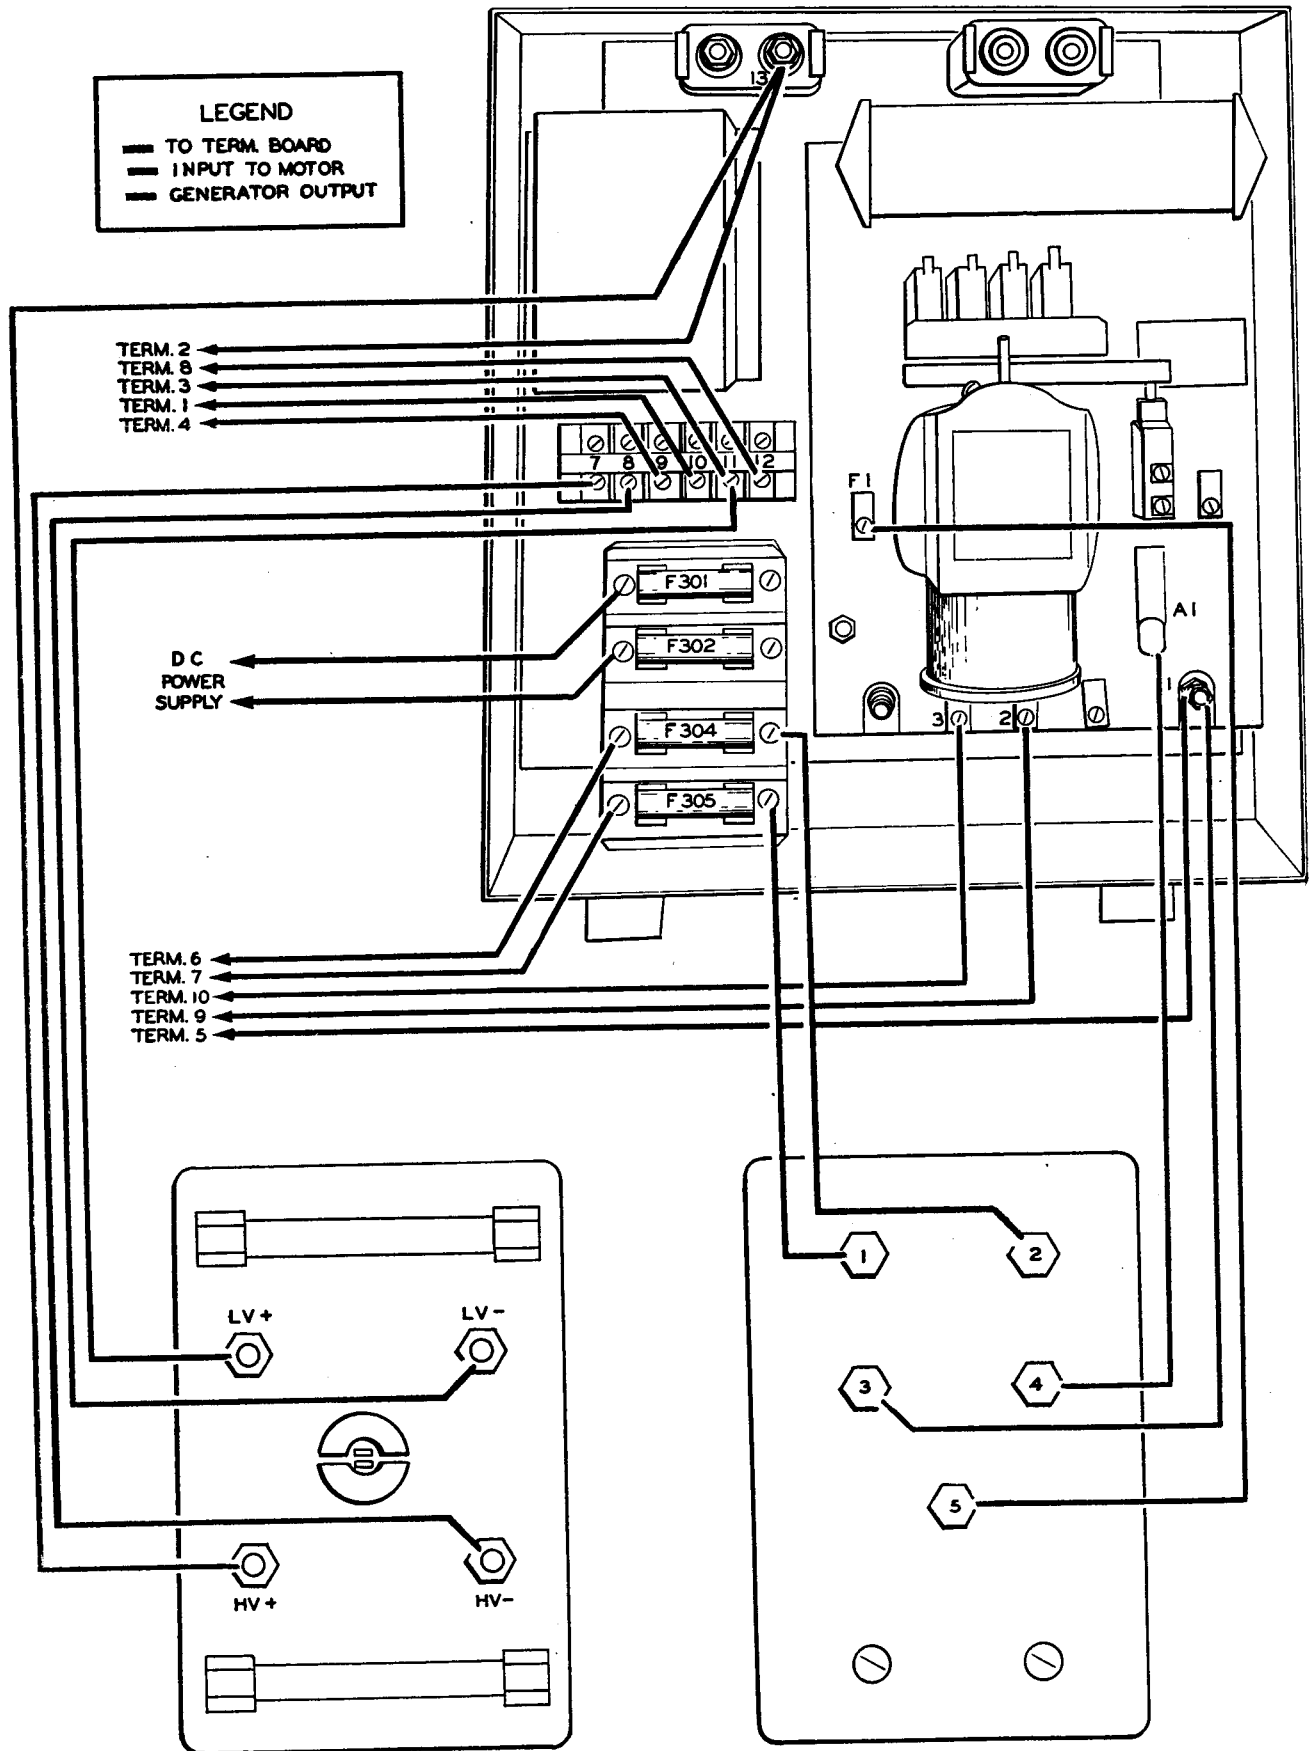 13
LEGEND
TO TERM. BOARD
INPUT TO MOTOR
GENERATOR OUTPUT
TERM. 2
TERM. 8
TERM. 3
TERM. 1
TERM. 4
7 8 9 10 11 12
F1
F301
A1
F302
DC
POWER
SUPPLY
1
3
2
F304
F305
TERM. 6
TERM. 7
TERM. 10
TERM. 9
TERM. 5
1
2
LV+
LV-
3
4
5
HV+
HV-